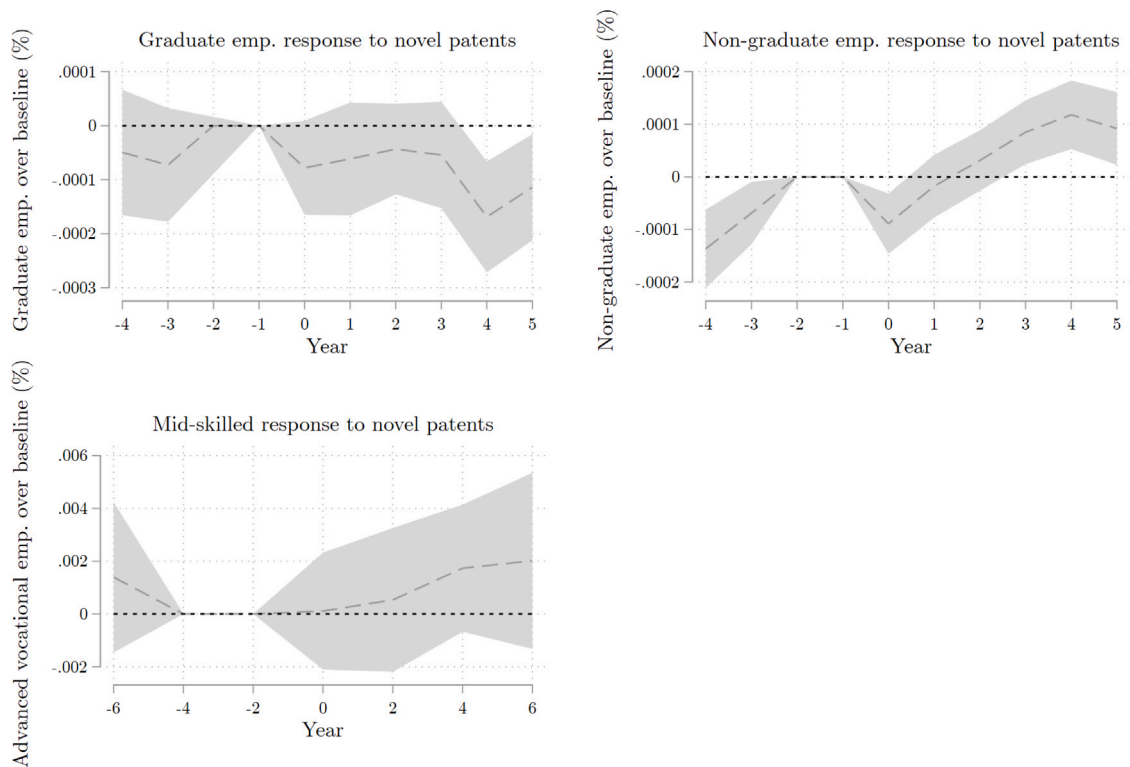 Graduate emp. response to novel patents
Graduate emp. over baseline (%)
.0001
0
-.0001
-.0002
-.0003
-4 -3 -2 -1 0 1 2 3 4 5
Year
Non-graduate emp. response to novel patents
Non-graduate emp. over baseline (%)
.0002
.0001
0
-.0001
-.0002
-4 -3 -2 -1 0 1 2 3 4 5
Year
Mid-skilled response to novel patents
Advanced vocational emp. over baseline (%)
.006
.004
.002
0
-.002
-6 -4 -2 0 2 4 6
Year